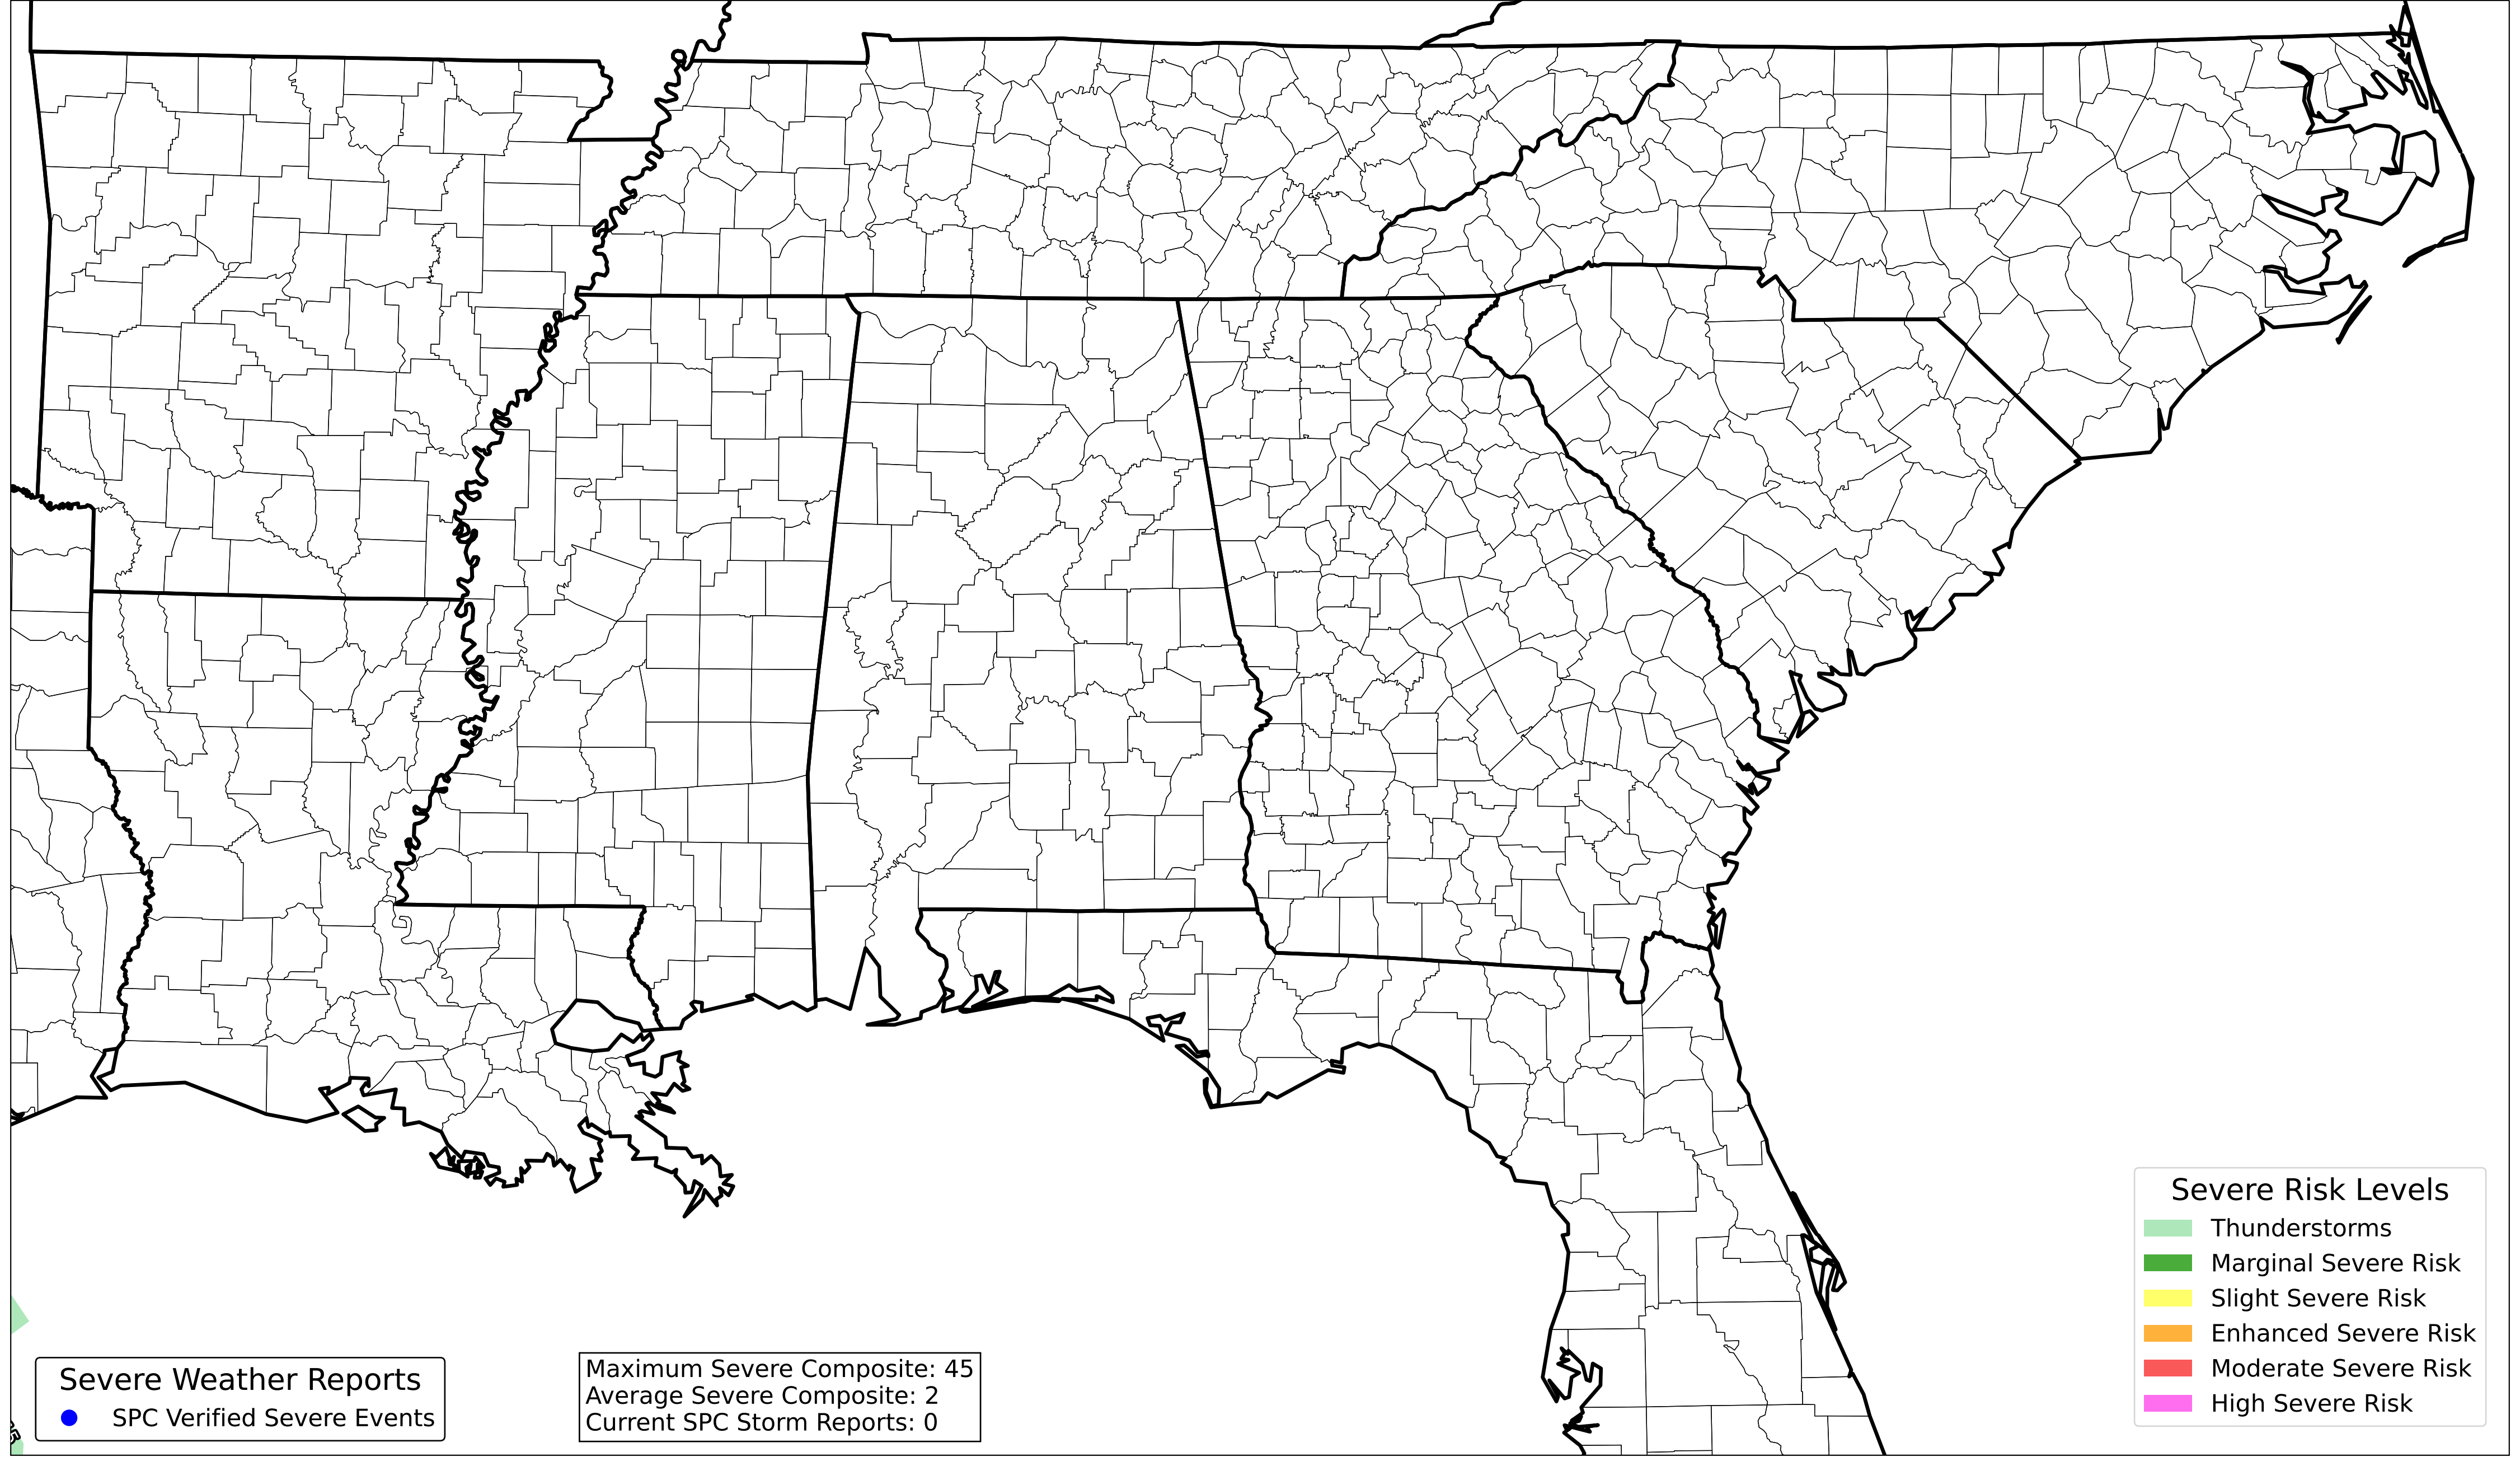 Severe Weather Reports
SPC Verified Severe Events
Maximum Severe Composite: 45
Average Severe Composite: 2
Current SPC Storm Reports: 0
Severe Risk Levels
Thunderstorms
Marginal Severe Risk
Slight Severe Risk
Enhanced Severe Risk
Moderate Severe Risk
High Severe Risk